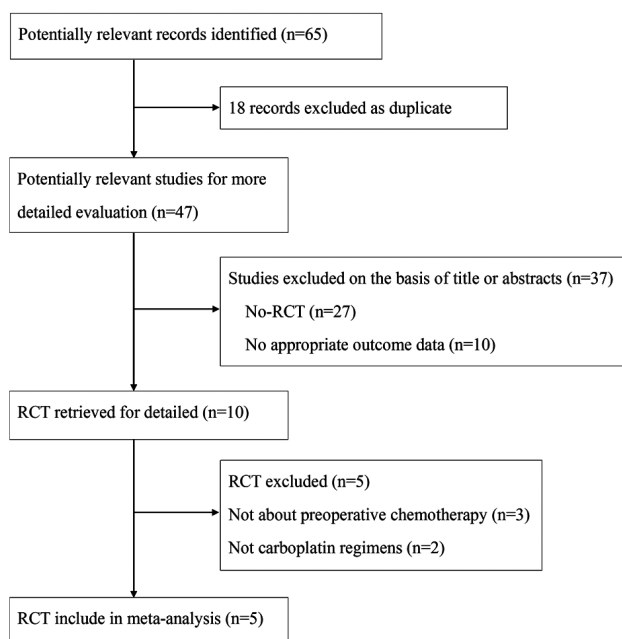 Potentially relevant records identified (n=65)
18 records excluded as duplicate
Potentially relevant studies for more
detailed evaluation (n=47)
Studies excluded on the basis of title or abstracts (n=37)
No-RCT (n=27)
No appropriate outcome data (n=10)
RCT retrieved for detailed (n=10)
RCT excluded (n=5)
Not about preoperative chemotherapy (n=3)
Not carboplatin regimens (n=2)
RCT include in meta-analysis (n=5)